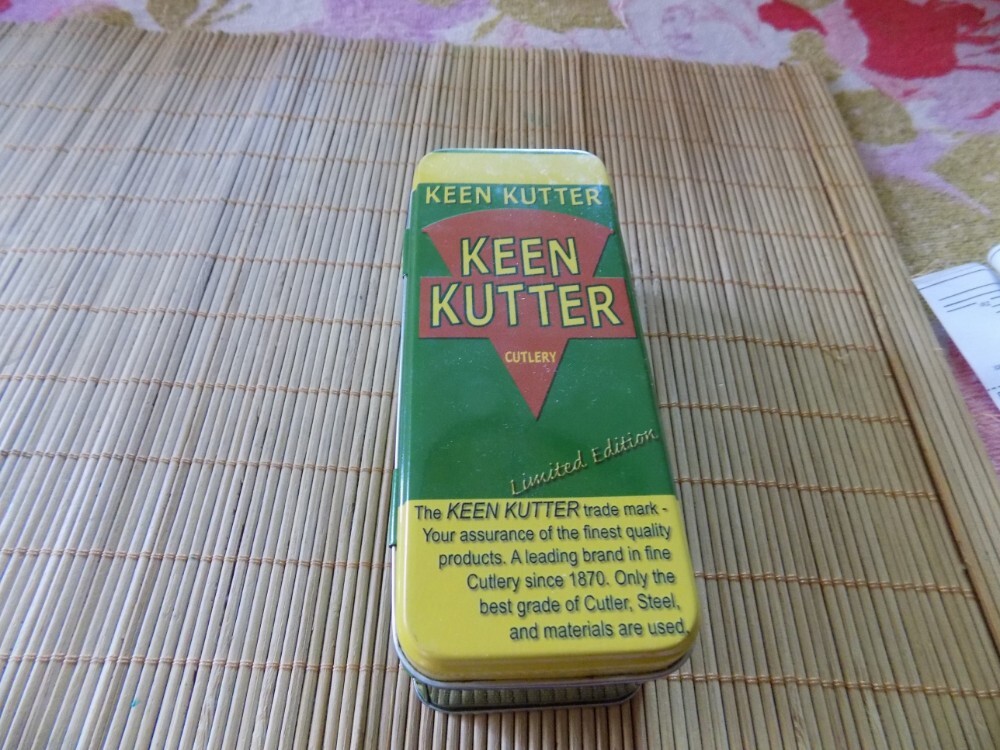 KEEN KUTTER
KEEN
KUTTER
CUTLERY
Limited Edition
The KEEN KUTTER trade mark -
Your assurance of the finest quality
products. A leading brand in fine
Cutlery since 1870. Only the
best grade of Cutler, Steel,
and materials are used.